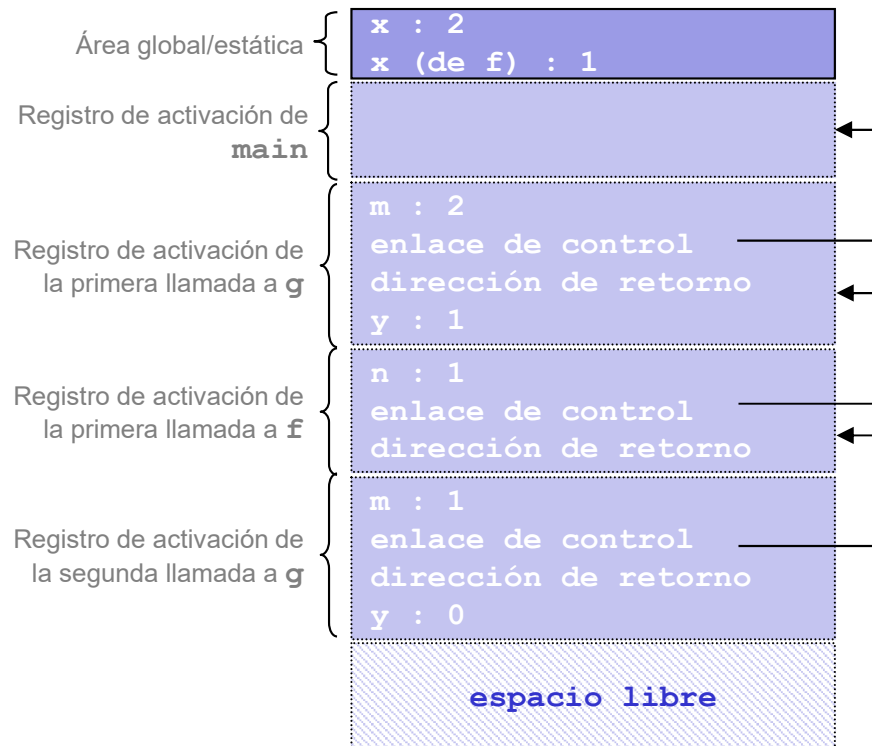 Área global/estática
x : 2
x (de f) : 1
Registro de activación de
main
Registro de activación de
la primera llamada a g
m : 2
enlace de control
dirección de retorno
y : 1
Registro de activación de
la primera llamada a f
n : 1
enlace de control
dirección de retorno
Registro de activación de
la segunda llamada a g
m : 1
enlace de control
dirección de retorno
y : 0
espacio libre